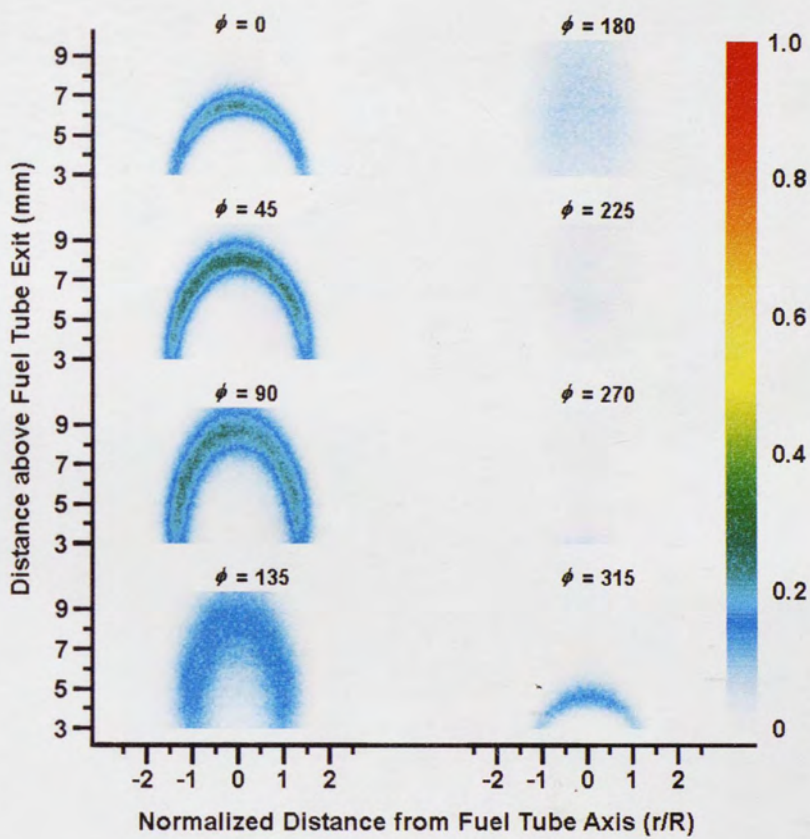 ϕ = 0
ϕ = 180
9
7
5
3
ϕ = 45
ϕ = 225
9
7
5
3
ϕ = 90
ϕ = 270
9
7
5
3
ϕ = 135
ϕ = 315
9
7
5
3
-2 -1 0 1 2
-2 -1 0 1 2
Distance above Fuel Tube Exit (mm)
Normalized Distance from Fuel Tube Axis (r/R)
1.0
0.8
0.6
0.4
0.2
0